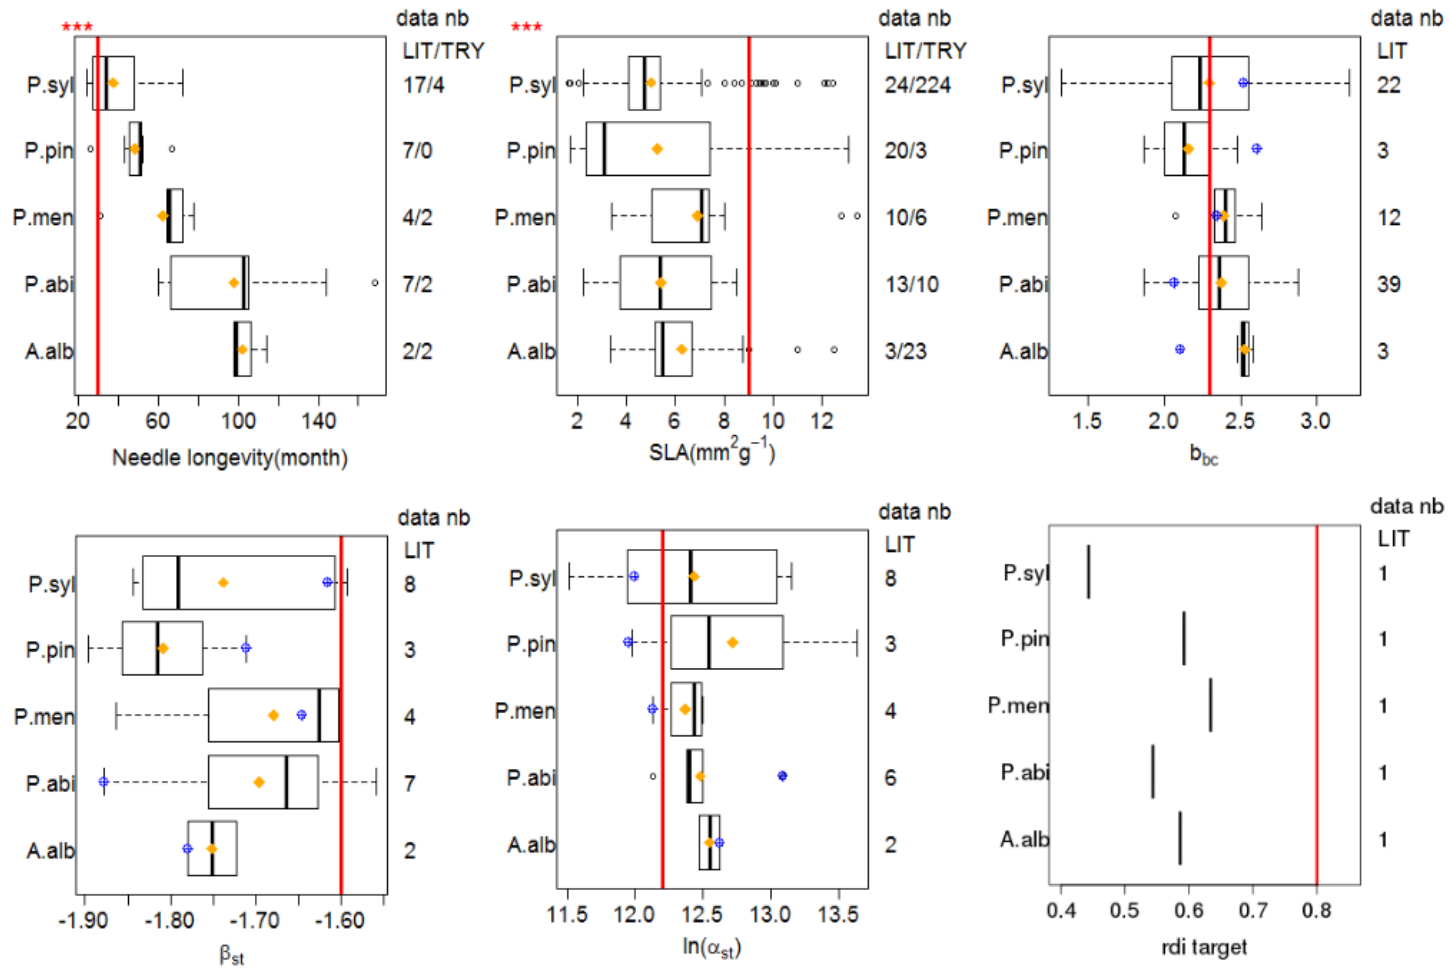 *** data nb
LIT/TRY
P.syl 17/4
P.pin 7/0
P.men 4/2
P.abi 7/2
A.alb 2/2
20 60 100 140
Needle longevity(month)
*** data nb
LIT/TRY
P.syl 24/224
P.pin 20/3
P.men 10/6
P.abi 13/10
A.alb 3/23
2 4 6 8 10 12
SLA(mm²g⁻¹)
data nb
LIT
P.syl 22
P.pin 3
P.men 12
P.abi 39
A.alb 3
1.5 2.0 2.5 3.0
b_bc
data nb
LIT
P.syl 8
P.pin 3
P.men 4
P.abi 7
A.alb 2
-1.90 -1.80 -1.70 -1.60
β_st
data nb
LIT
P.syl 8
P.pin 3
P.men 4
P.abi 6
A.alb 2
11.5 12.0 12.5 13.0 13.5
ln(α_st)
data nb
LIT
P.syl 1
P.pin 1
P.men 1
P.abi 1
A.alb 1
0.4 0.5 0.6 0.7 0.8
rdi target